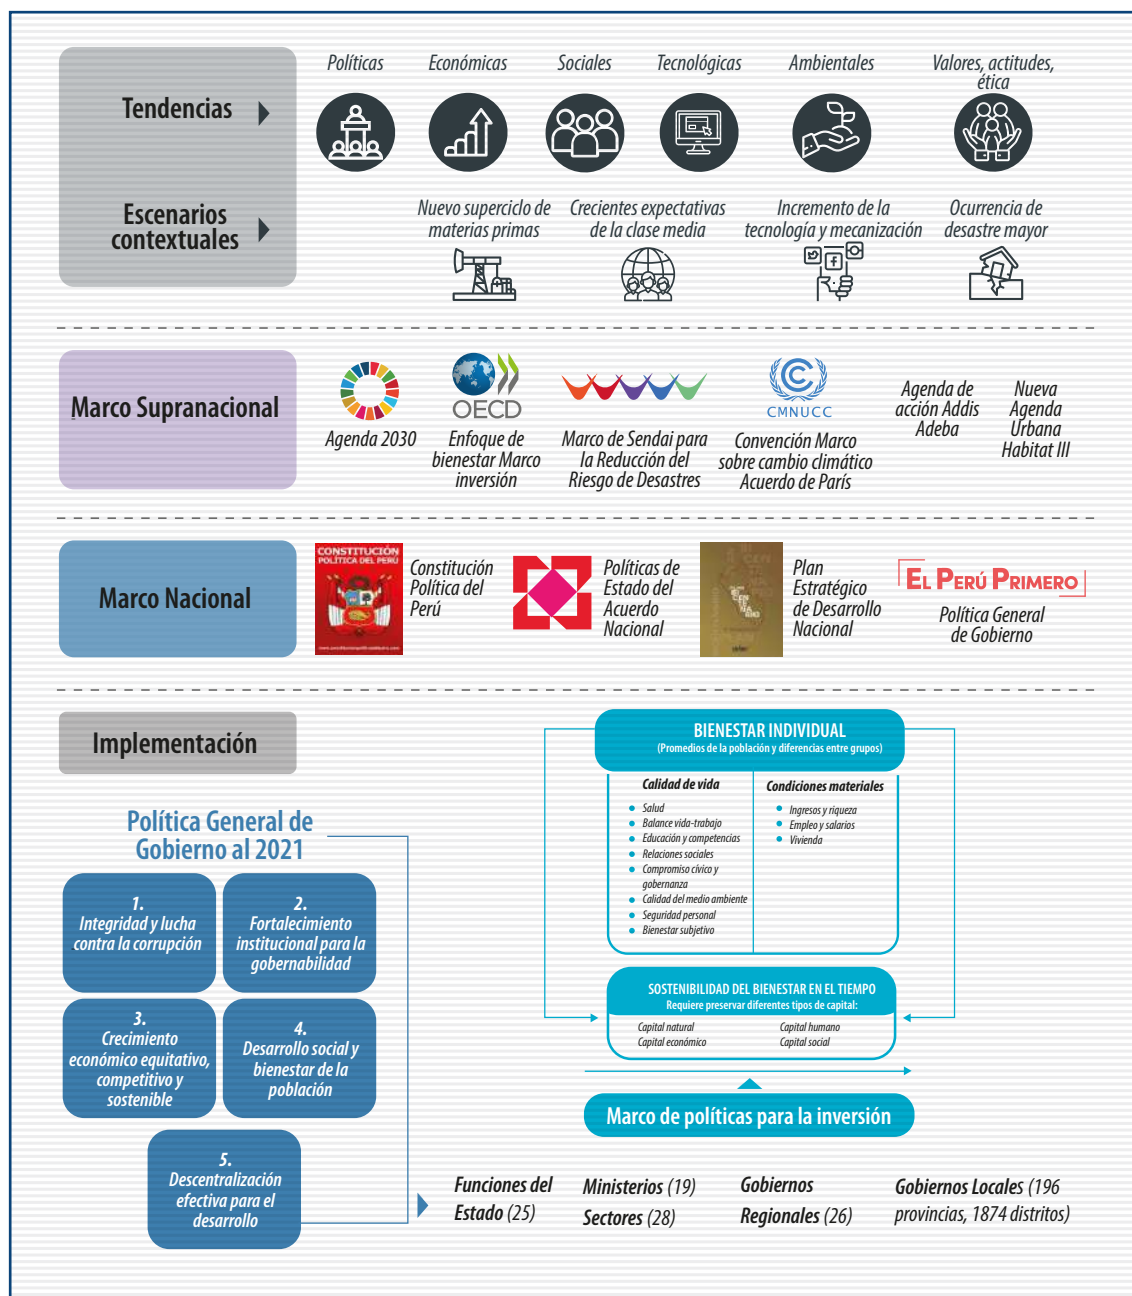 Tendencias
Políticas
Económicas
Sociales
Tecnológicas
Ambientales
Valores, actitudes,
ética
Escenarios
contextuales
Nuevo superciclo de
materias primas
Crecientes expectativas
de la clase media
Incremento de la
tecnología y mecanización
Ocurrencia de
desastre mayor
Marco Supranacional
Agenda 2030
OECD
Enfoque de
bienestar Marco
inversión
Marco de Sendai para
la Reducción del
Riesgo de Desastres
CMNUCC
Convención Marco
sobre cambio climático
Acuerdo de París
Agenda de
acción Addis
Adeba
Nueva
Agenda
Urbana
Habitat III
Marco Nacional
CONSTITUCIÓN
POLÍTICA DEL PERÚ
Constitución
Política del
Perú
Políticas de
Estado del
Acuerdo
Nacional
BI
CEN
TE
NA
RIO
Plan
Estratégico
de Desarrollo
Nacional
EL PERÚ PRIMERO
Política General
de Gobierno
Implementación
Política General de
Gobierno al 2021
1.
Integridad y lucha
contra la corrupción
2.
Fortalecimiento
institucional para la
gobernabilidad
3.
Crecimiento
económico equitativo,
competitivo y
sostenible
4.
Desarrollo social y
bienestar de la
población
5.
Descentralización
efectiva para el
desarrollo
BIENESTAR INDIVIDUAL
(Promedios de la población y diferencias entre grupos)
Calidad de vida
Salud
Balance vida-trabajo
Educación y competencias
Relaciones sociales
Compromiso cívico y
gobernanza
Calidad del medio ambiente
Seguridad personal
Bienestar subjetivo
Condiciones materiales
Ingresos y riqueza
Empleo y salarios
Vivienda
SOSTENIBILIDAD DEL BIENESTAR EN EL TIEMPO
Requiere preservar diferentes tipos de capital:
Capital natural
Capital económico
Capital humano
Capital social
Marco de políticas para la inversión
Funciones del
Estado (25)
Ministerios (19)
Sectores (28)
Gobiernos
Regionales (26)
Gobiernos Locales (196
provincias, 1874 distritos)